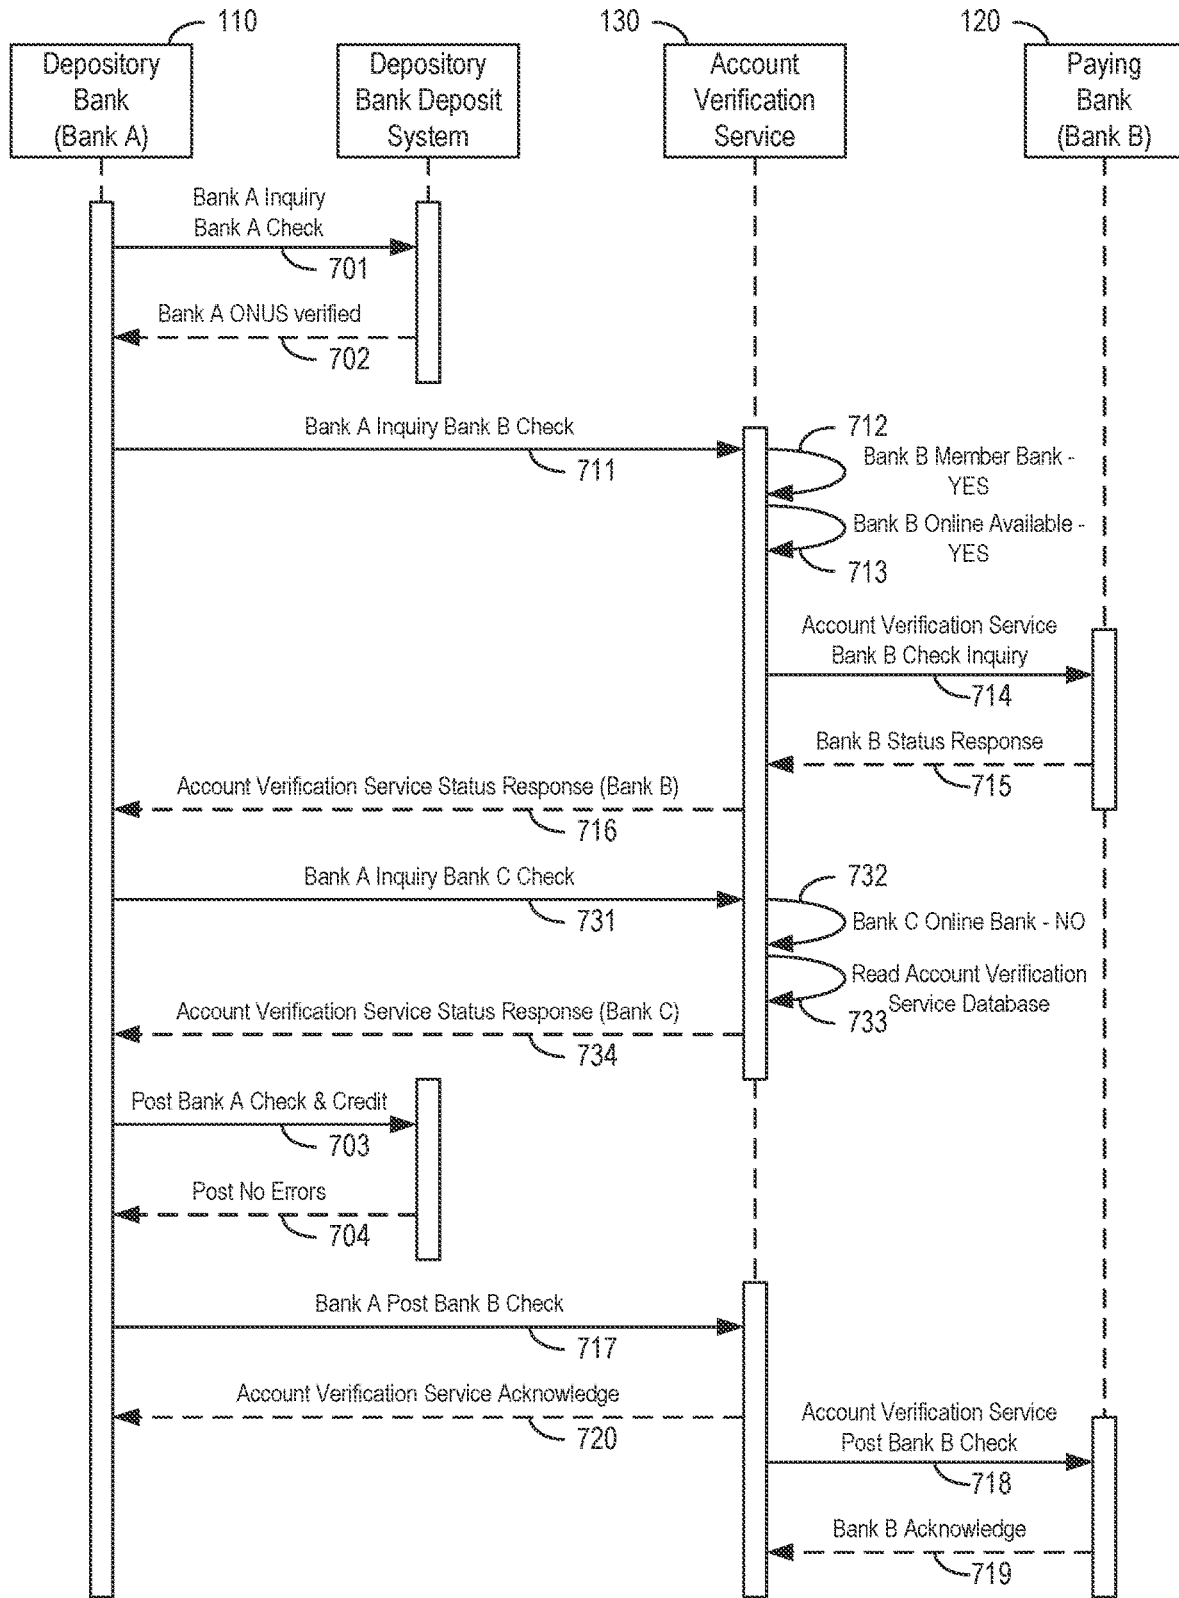 110
130
120
Depository
Bank
(Bank A)
Depository
Bank Deposit
System
Account
Verification
Service
Paying
Bank
(Bank B)
Bank A Inquiry
Bank A Check
701
Bank A ONUS verified
702
Bank A Inquiry Bank B Check
711
712
Bank B Member Bank -
YES
Bank B Online Available -
YES
713
Account Verification Service
Bank B Check Inquiry
714
Bank B Status Response
715
Account Verification Service Status Response (Bank B)
716
Bank A Inquiry Bank C Check
731
732
Bank C Online Bank - NO
Read Account Verification
Service Database
733
Account Verification Service Status Response (Bank C)
734
Post Bank A Check & Credit
703
Post No Errors
704
Bank A Post Bank B Check
717
Account Verification Service Acknowledge
720
Account Verification Service
Post Bank B Check
718
Bank B Acknowledge
719